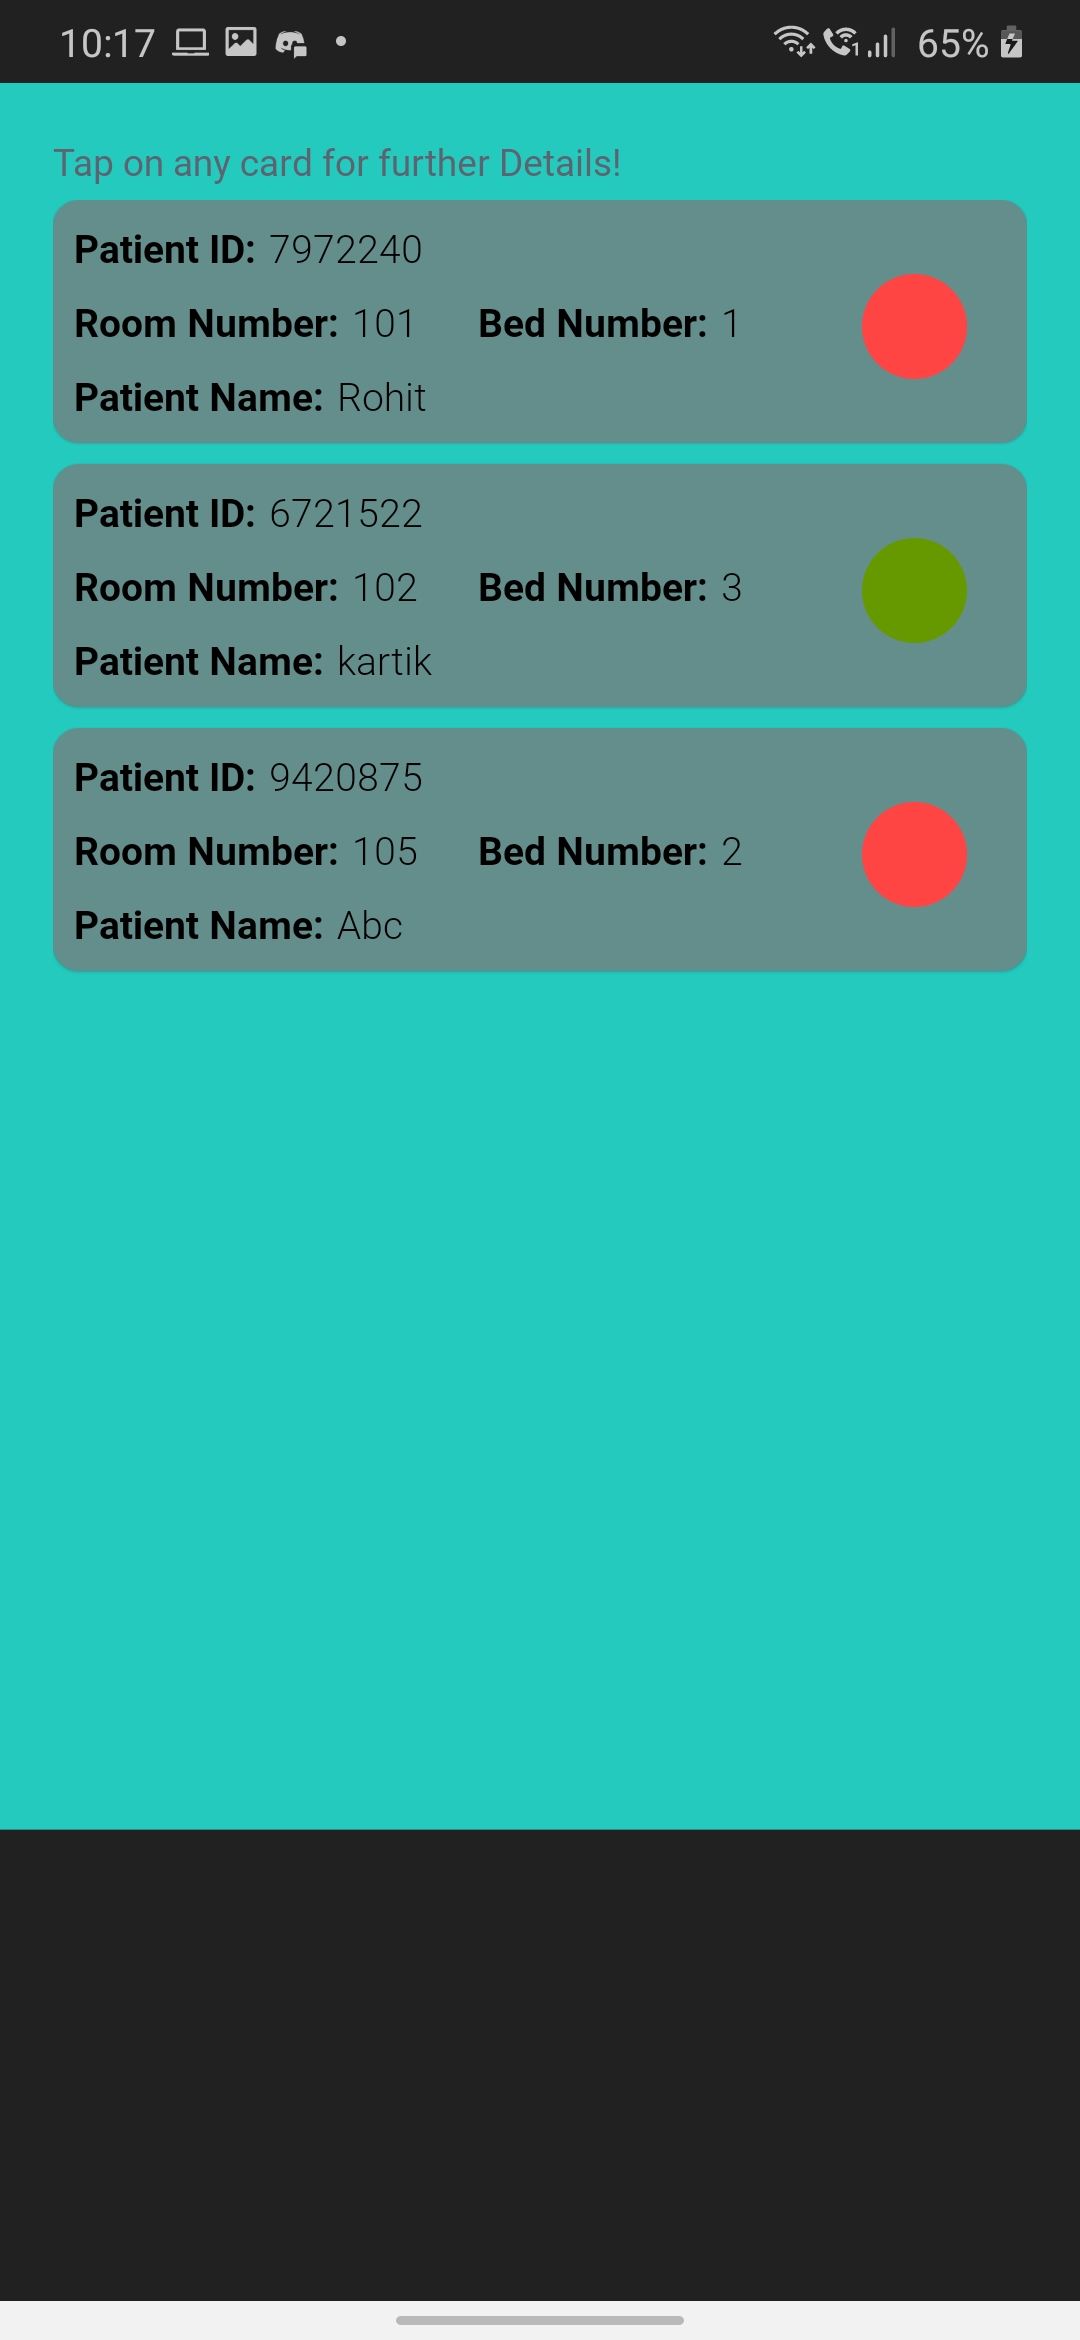 10:17 65%
Tap on any card for further Details!
Patient ID: 7972240
Room Number: 101 Bed Number: 1
Patient Name: Rohit
Patient ID: 6721522
Room Number: 102 Bed Number: 3
Patient Name: kartik
Patient ID: 9420875
Room Number: 105 Bed Number: 2
Patient Name: Abc